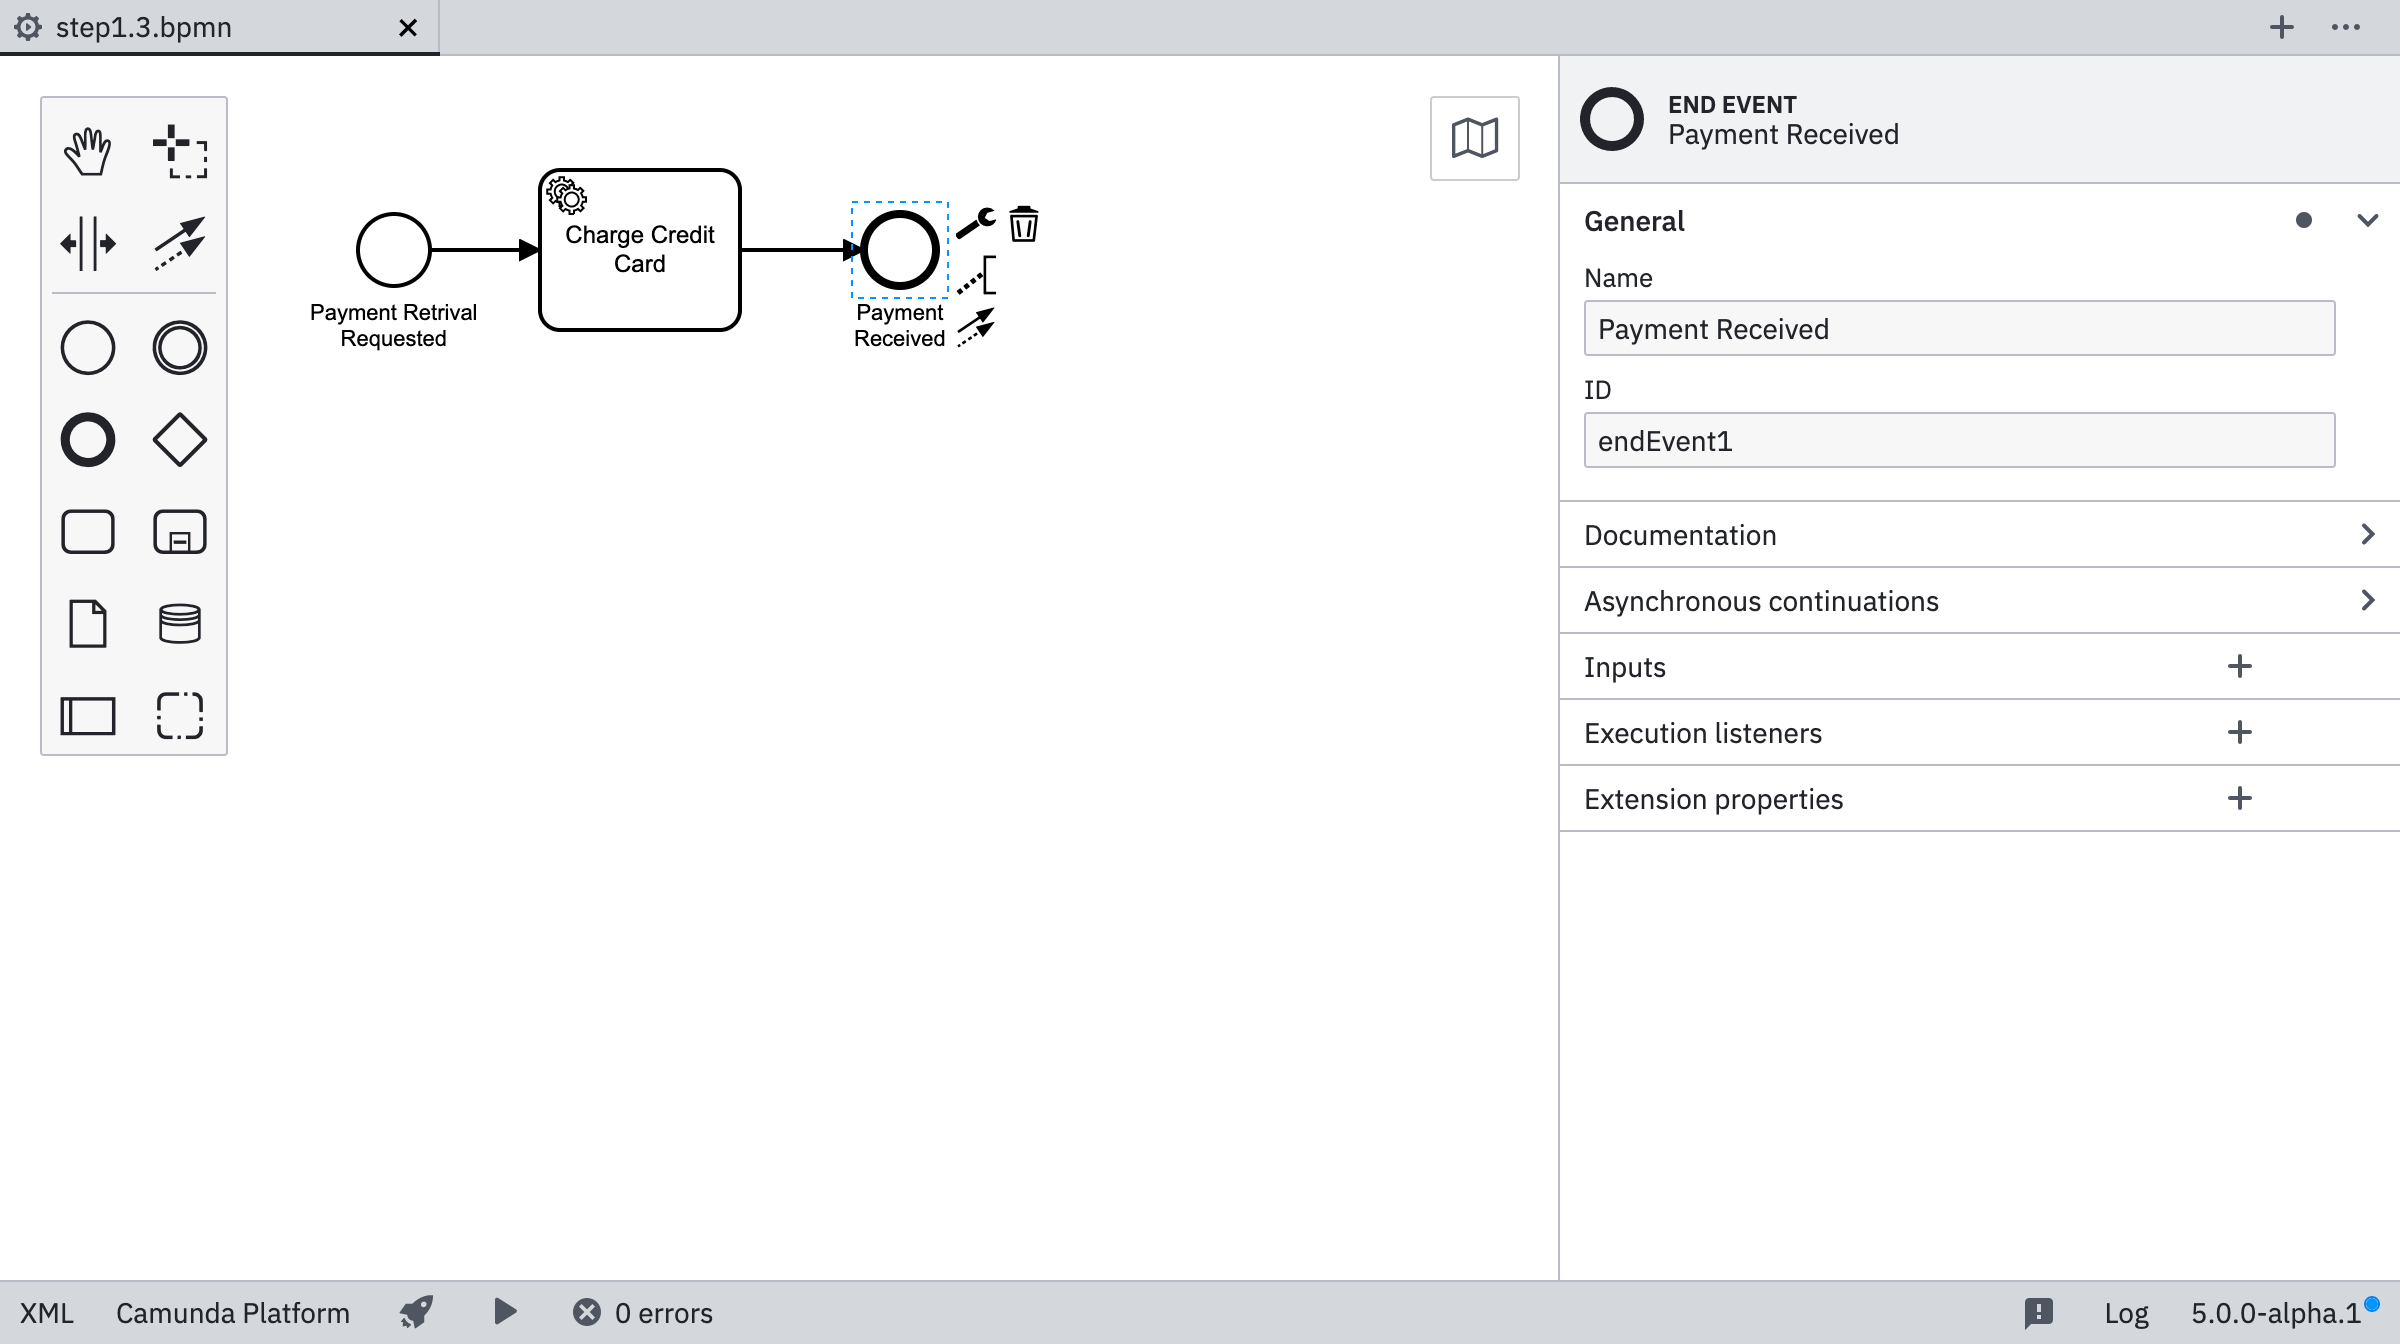 step1.3.bpmn
END EVENT
Payment Received
General
Name
Payment Received
ID
endEvent1
Documentation
Asynchronous continuations
Inputs
Execution listeners
Extension properties
Charge Credit
Card
Payment Retrival
Requested
Payment
Received
XML
Camunda Platform
0 errors
Log
5.0.0-alpha.1